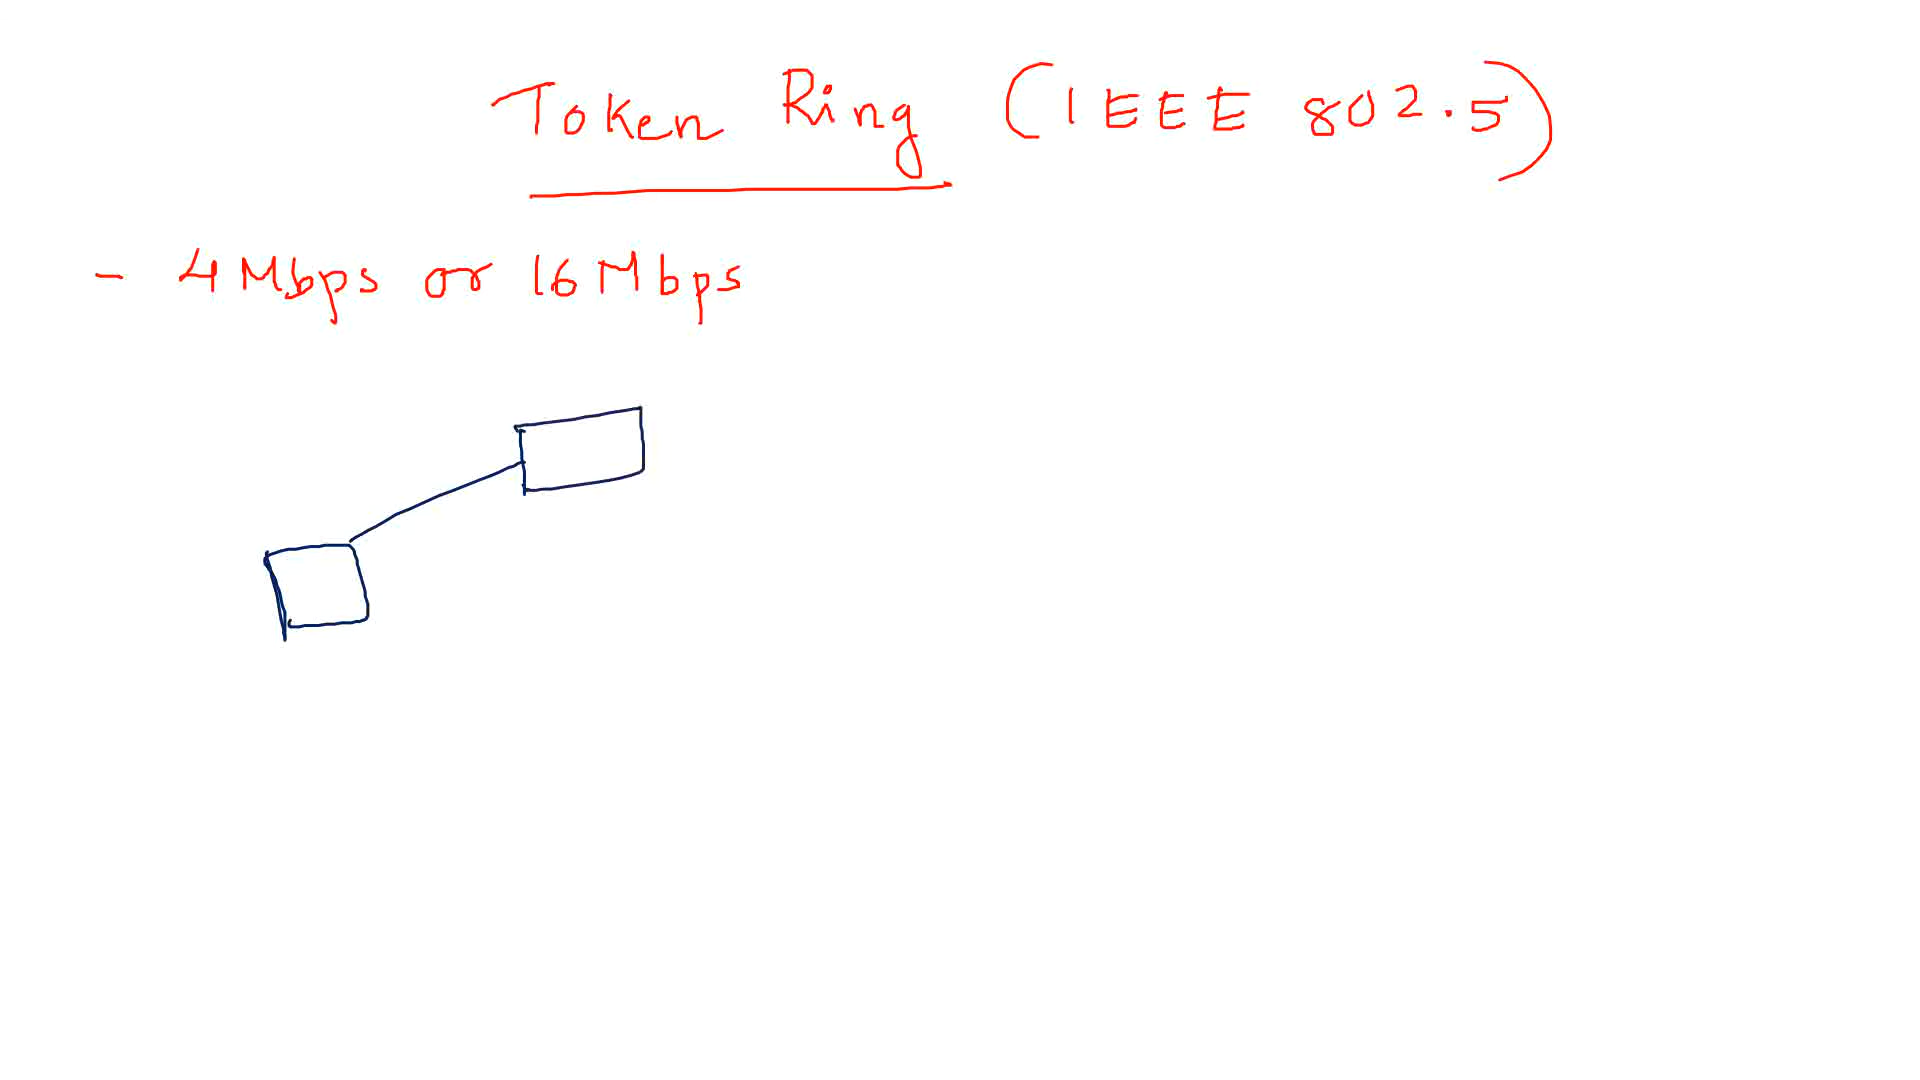 Token Ring (IEEE 802.5)
- 4Mbps or 16Mbps